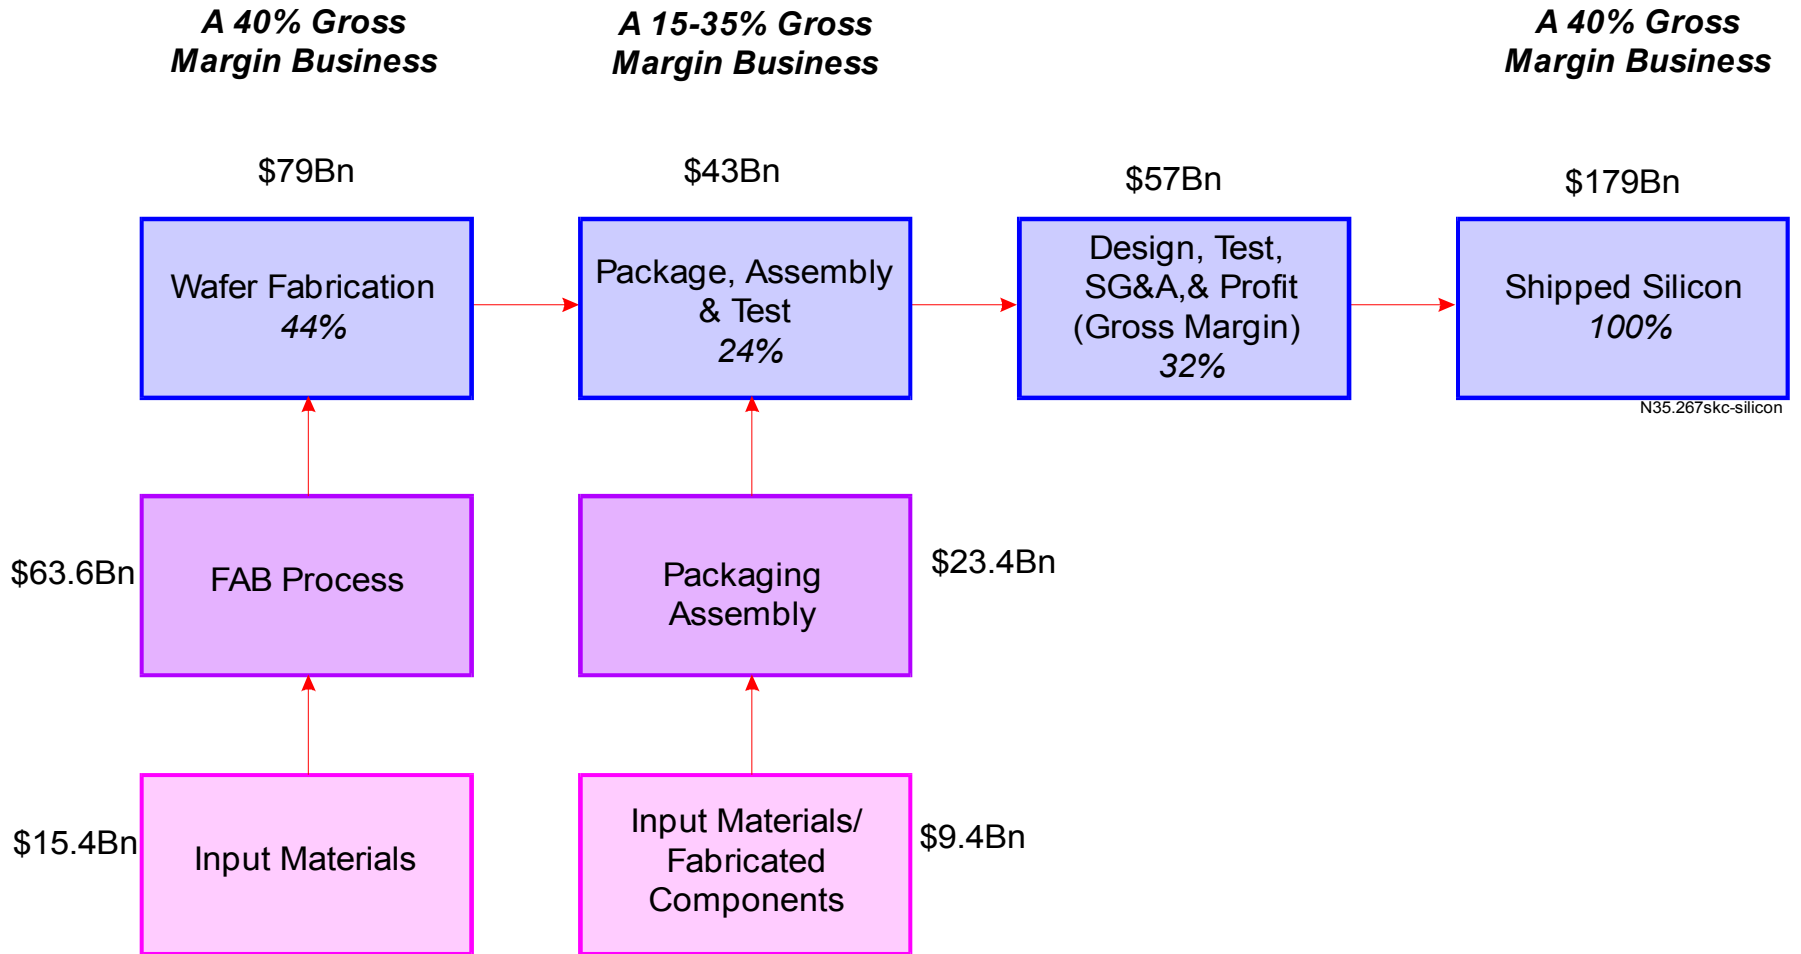 A 40% Gross
Margin Business
A 15-35% Gross
Margin Business
A 40% Gross
Margin Business
$79Bn
$43Bn
$57Bn
$179Bn
Wafer Fabrication
44%
Package, Assembly
& Test
24%
Design, Test,
SG&A,& Profit
(Gross Margin)
32%
Shipped Silicon
100%
N35.267skc-silicon
$63.6Bn
FAB Process
Packaging
Assembly
$23.4Bn
$15.4Bn
Input Materials
Input Materials/
Fabricated
Components
$9.4Bn